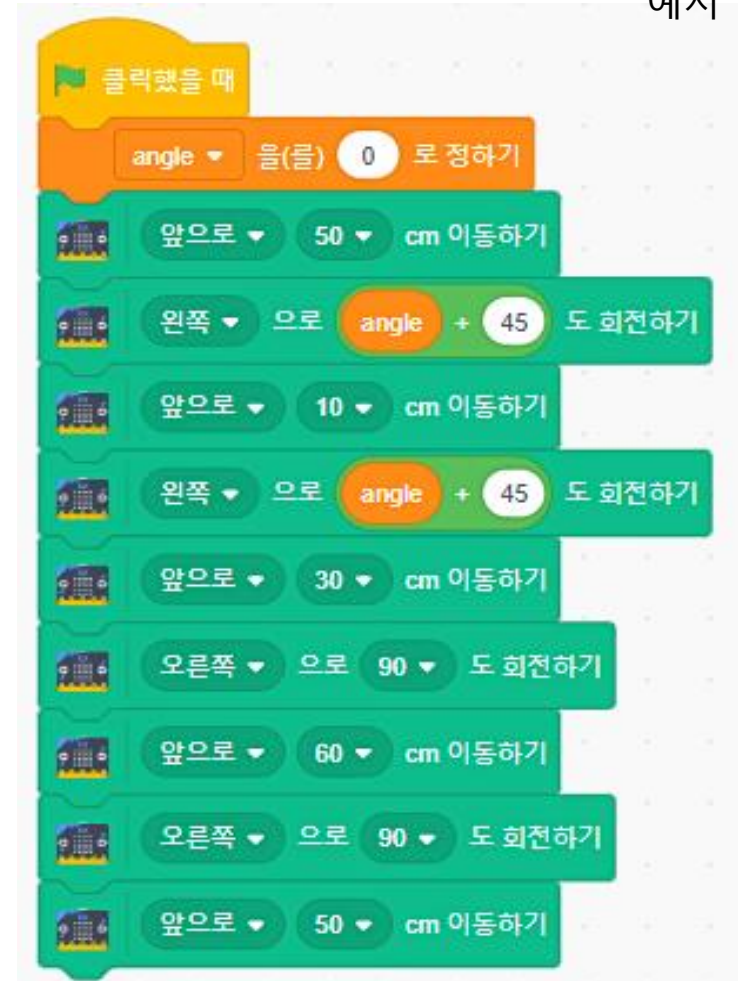 예시
클릭했을 때
angle 을(를) 0 로 정하기
앞으로 50 cm 이동하기
왼쪽 으로 angle + 45 도 회전하기
앞으로 10 cm 이동하기
왼쪽 으로 angle + 45 도 회전하기
앞으로 30 cm 이동하기
오른쪽 으로 90 도 회전하기
앞으로 60 cm 이동하기
오른쪽 으로 90 도 회전하기
앞으로 50 cm 이동하기